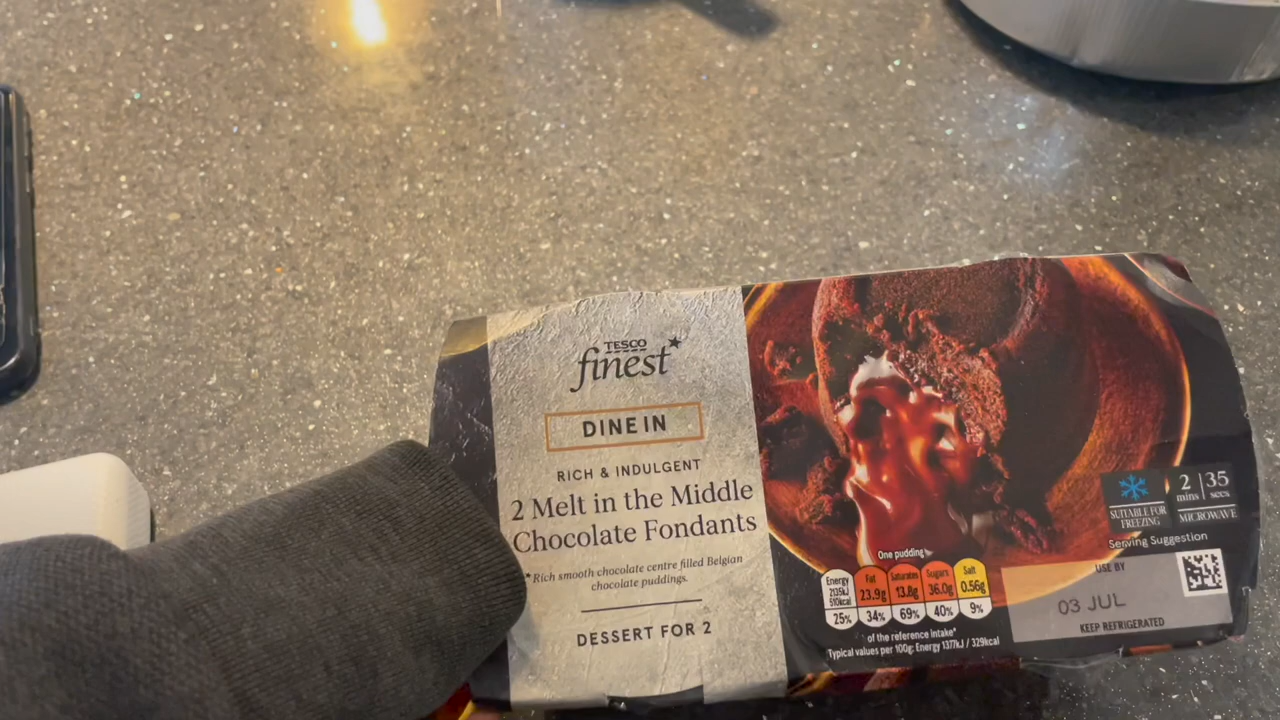 TESCO
finest*
DINE IN
RICH & INDULGENT
2 Melt in the Middle
Chocolate Fondants
*Rich smooth chocolate centre filled Belgian
chocolate puddings.
DESSERT FOR 2
SUITABLE FOR
FREEZING
2 mins | 35 secs
MICROWAVE
Serving Suggestion
One pudding
Energy 2135kJ 510kcal 25%
Fat 23.9g 34%
Saturates 13.8g 69%
Sugars 36.0g 40%
Salt 0.56g 9%
of the reference intake*
Typical values per 100g: Energy 1377kJ / 329kcal
USE BY
03 JUL
KEEP REFRIGERATED